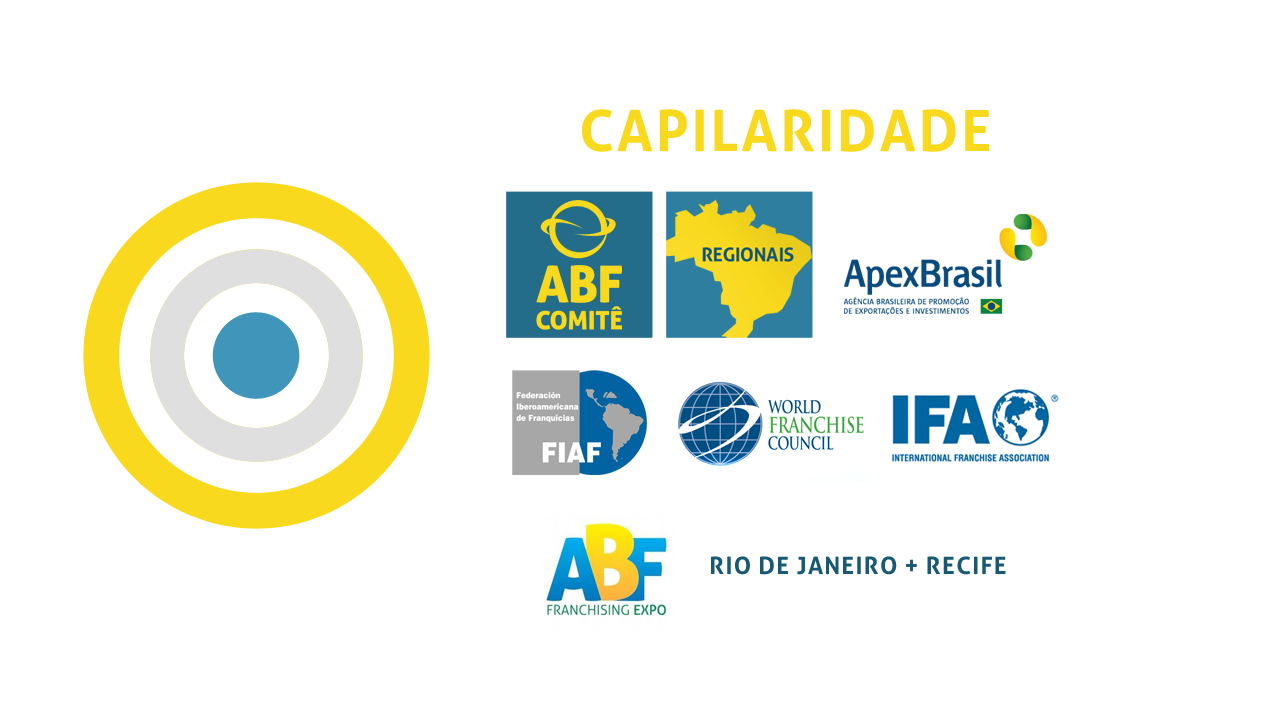 CAPILARIDADE
ABF
COMITÊ
REGIONAIS
ApexBrasil
AGÊNCIA BRASILEIRA DE PROMOÇÃO
DE EXPORTAÇÕES E INVESTIMENTOS
Federación
Iberoamericana
de Franquicias
FIAF
WORLD
FRANCHISE
COUNCIL
IFA ®
INTERNATIONAL FRANCHISE ASSOCIATION
ABF
FRANCHISING EXPO
RIO DE JANEIRO + RECIFE